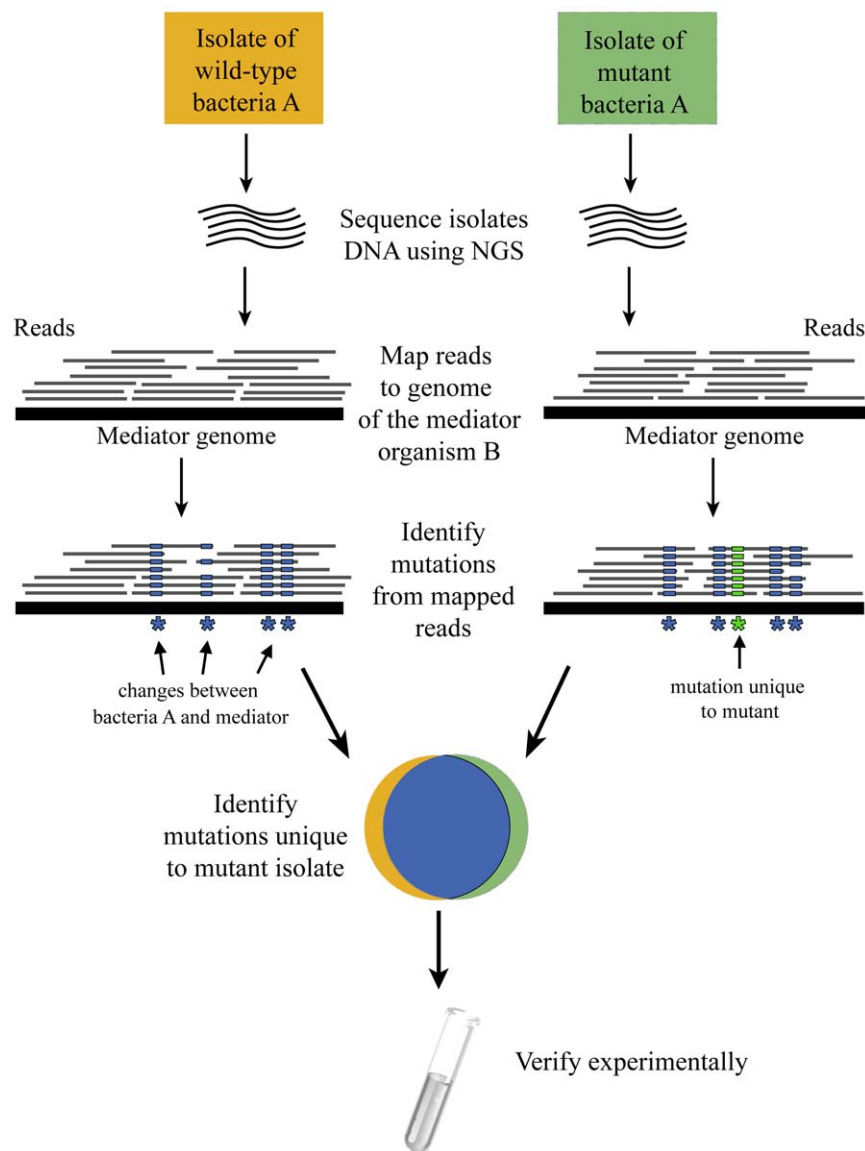 Isolate of
wild-type
bacteria A
Isolate of
mutant
bacteria A
Sequence isolates
DNA using NGS
Reads
Reads
Map reads
to genome
of the mediator
organism B
Mediator genome
Mediator genome
Identify
mutations
from mapped
reads
changes between
bacteria A and mediator
mutation unique
to mutant
Identify
mutations unique
to mutant isolate
Verify experimentally